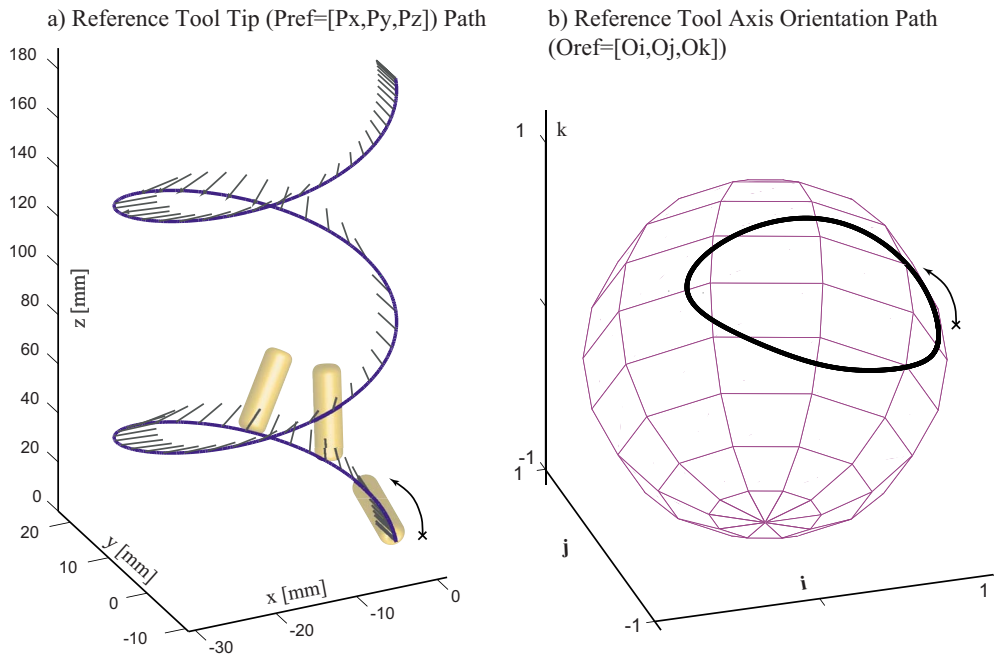 a) Reference Tool Tip (Pref=[Px,Py,Pz]) Path
180
160
140
120
100
80
60
40
20
0
z [mm]
20
10
0
-10
y [mm]
-30
-20
-10
0
x [mm]
b) Reference Tool Axis Orientation Path
(Oref=[Oi,Oj,Ok])
1
k
-1
1
j
-1
i
1